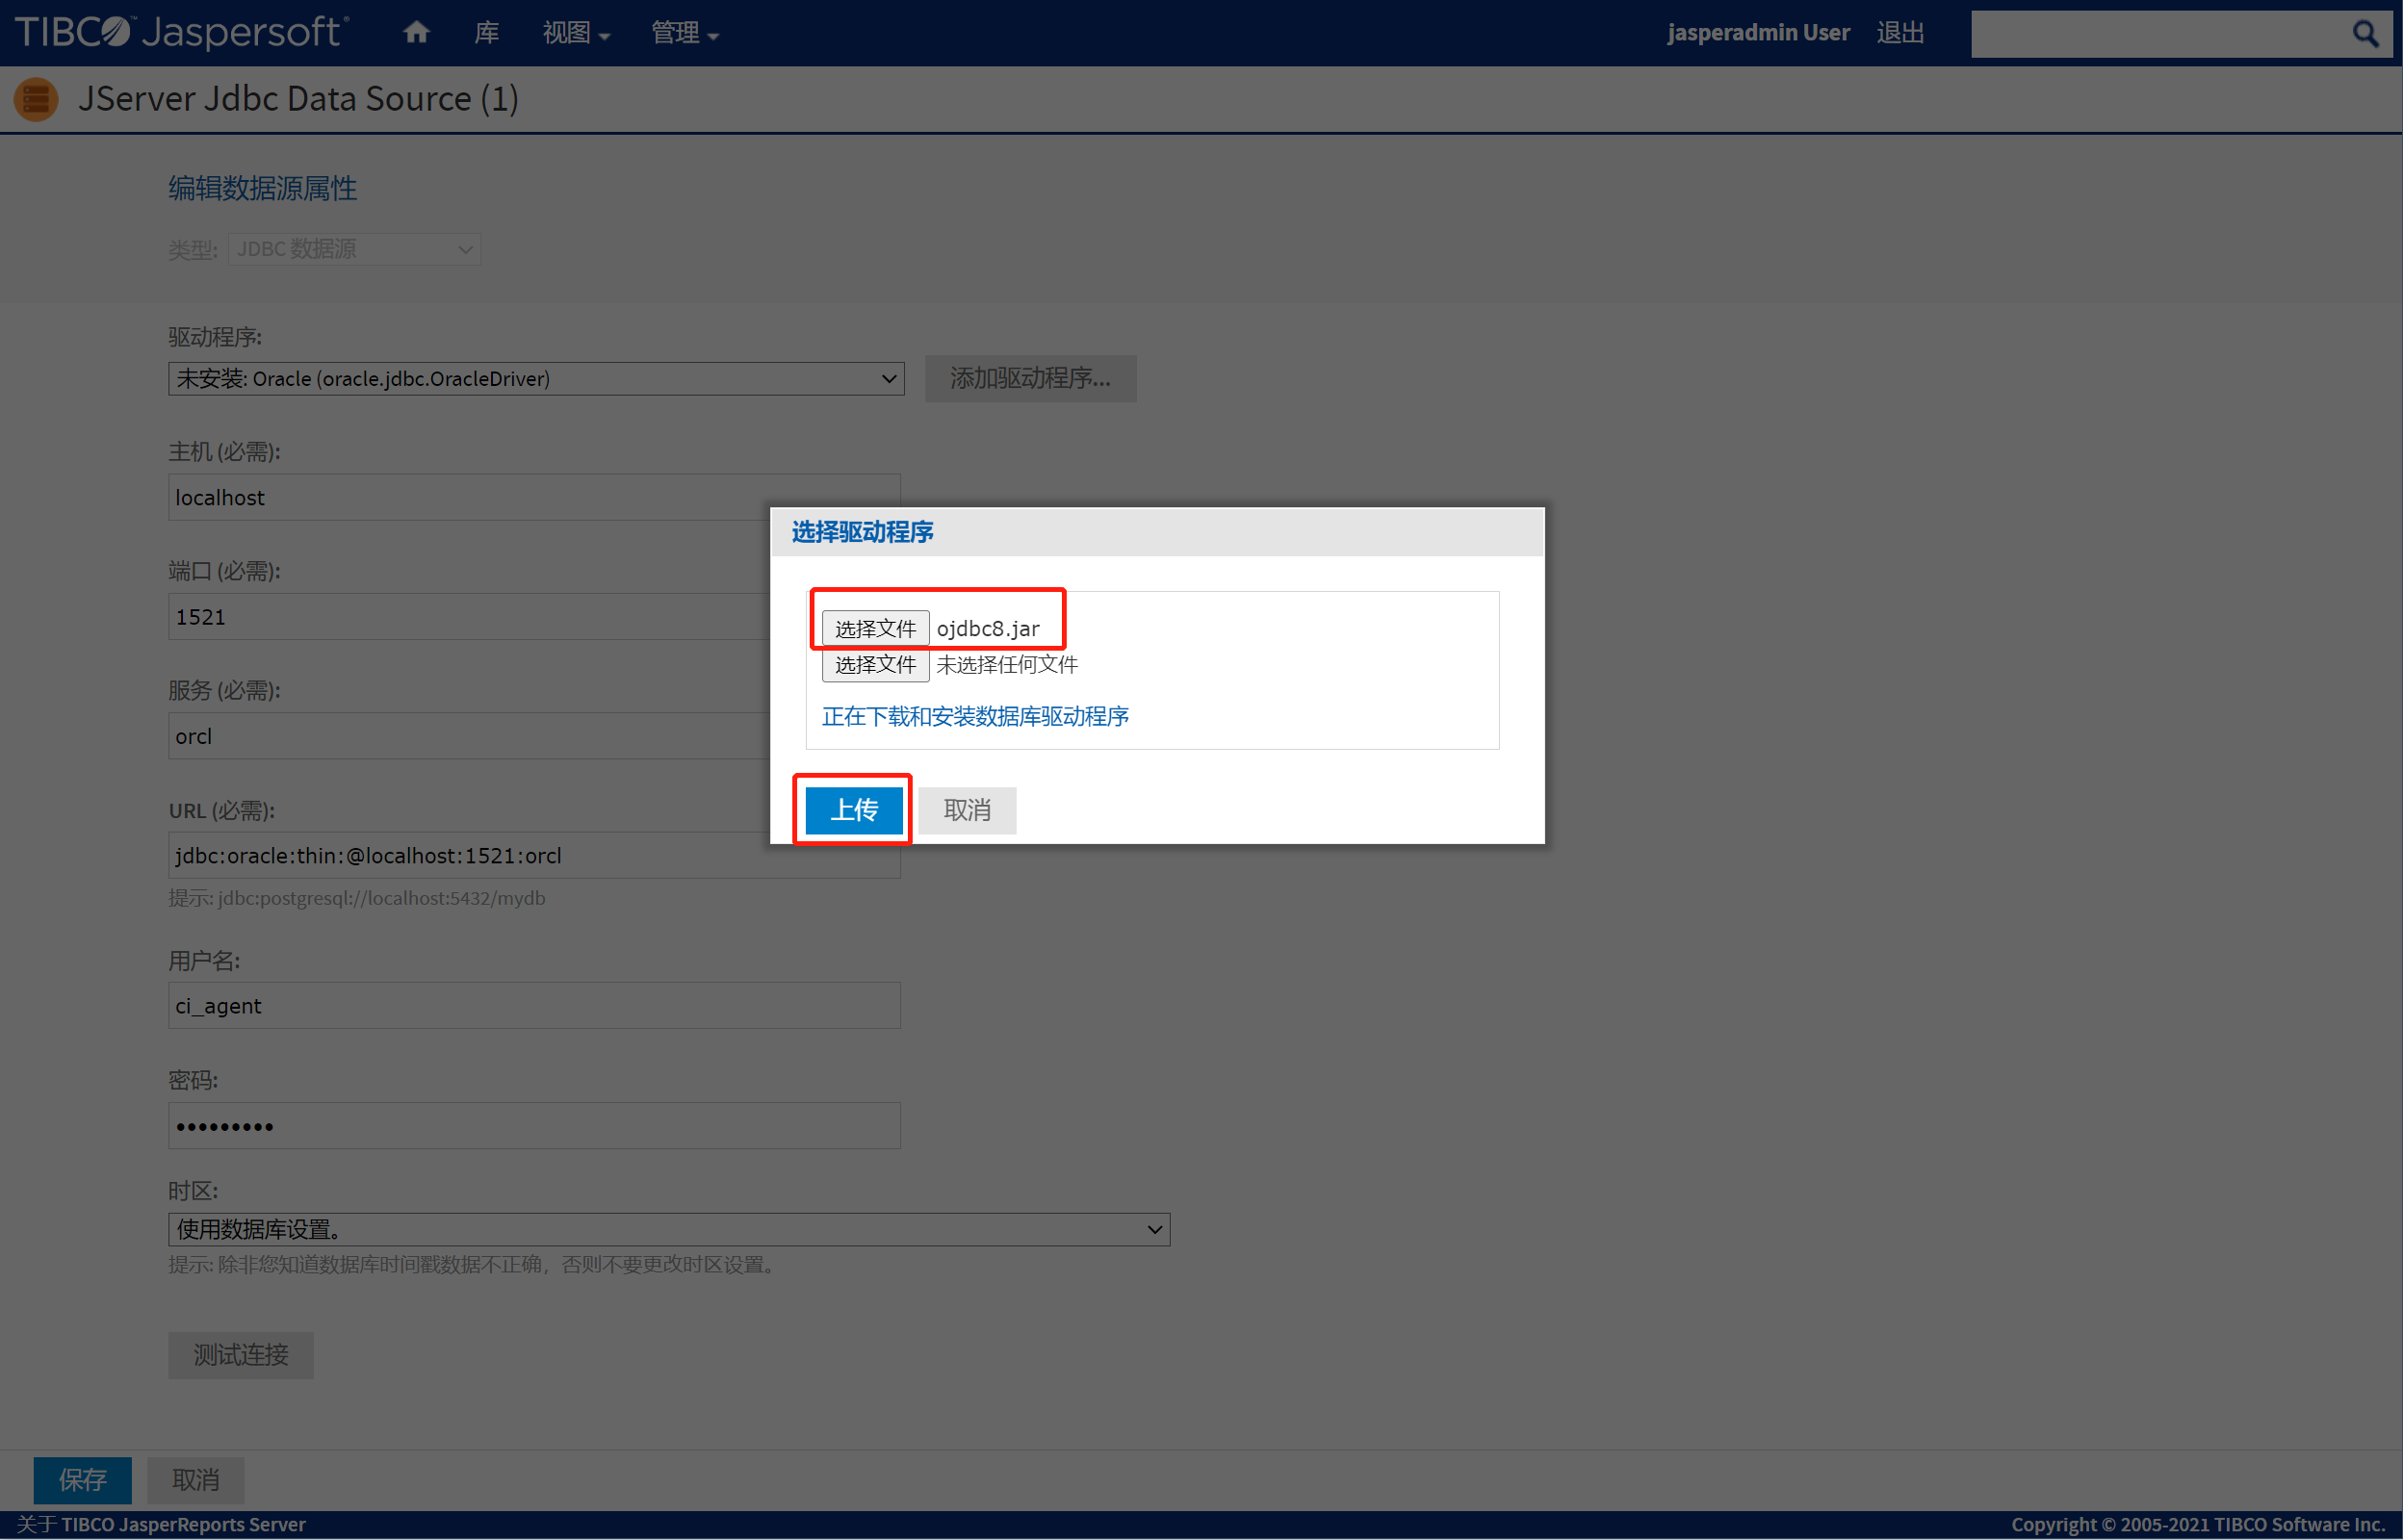 TIBCO™ Jaspersoft®
库
视图
管理
jasperadmin User
退出
JServer Jdbc Data Source (1)
编辑数据源属性
类型: JDBC 数据源
驱动程序:
未安装: Oracle (oracle.jdbc.OracleDriver)
添加驱动程序...
主机 (必需):
localhost
端口 (必需):
1521
服务 (必需):
orcl
URL (必需):
jdbc:oracle:thin:@localhost:1521:orcl
提示: jdbc:postgresql://localhost:5432/mydb
用户名:
ci_agent
密码:
•••••••••
时区:
使用数据库设置。
提示: 除非您知道数据库时间戳数据不正确，否则不要更改时区设置。
测试连接
选择驱动程序
选择文件 ojdbc8.jar
选择文件 未选择任何文件
正在下载和安装数据库驱动程序
上传
取消
保存
取消
关于 TIBCO JasperReports Server
Copyright © 2005-2021 TIBCO Software Inc.